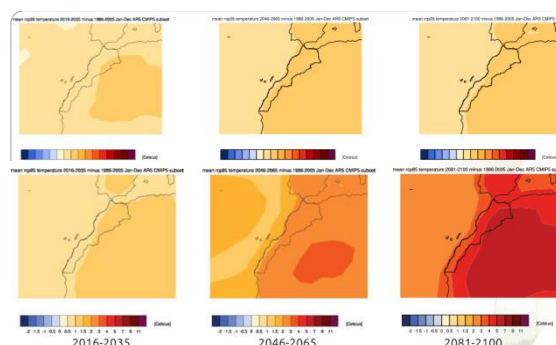 mean rcp26 temperature 2016-2035 minus 1986-2005 Jan-Dec AR5 CMIP5 subset
mean rcp26 temperature 2046-2065 minus 1986-2005 Jan-Dec AR5 CMIP5 subset
mean rcp26 temperature 2081-2100 minus 1986-2005 Jan-Dec AR5 CMIP5 subset
[Celsius]
[Celsius]
[Celsius]
mean rcp85 temperature 2016-2035 minus 1986-2005 Jan-Dec AR5 CMIP5 subset
mean rcp85 temperature 2046-2065 minus 1986-2005 Jan-Dec AR5 CMIP5 subset
mean rcp85 temperature 2081-2100 minus 1986-2005 Jan-Dec AR5 CMIP5 subset
[Celsius]
[Celsius]
[Celsius]
-2 -1.5 -1 -0.5 0 0.5 1 1.5 2 3 4 5 7 9 11
-2 -1.5 -1 -0.5 0 0.5 1 1.5 2 3 4 5 7 9 11
-2 -1.5 -1 -0.5 0 0.5 1 1.5 2 3 4 5 7 9 11
2016-2035
2046-2065
2081-2100